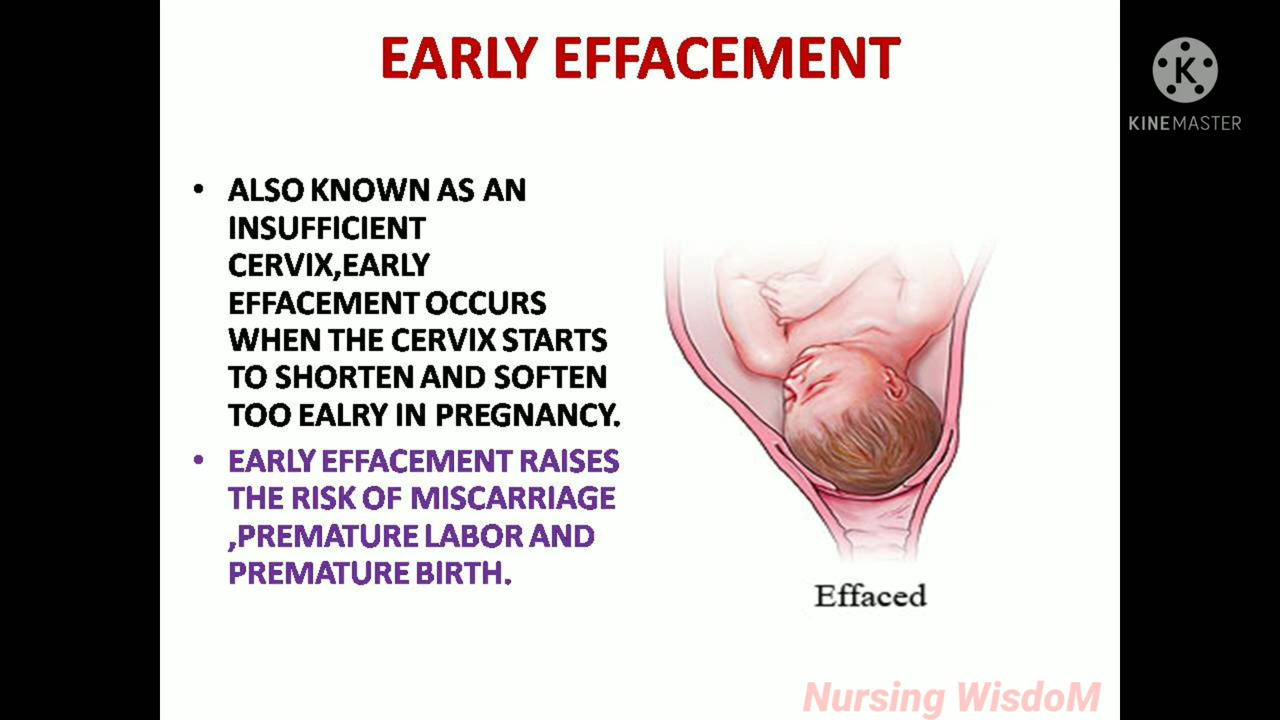 EARLY EFFACEMENT
KINEMASTER
• ALSO KNOWN AS AN
INSUFFICIENT
CERVIX,EARLY
EFFACEMENT OCCURS
WHEN THE CERVIX STARTS
TO SHORTEN AND SOFTEN
TOO EALRY IN PREGNANCY.
• EARLY EFFACEMENT RAISES
THE RISK OF MISCARRIAGE
,PREMATURE LABOR AND
PREMATURE BIRTH.
Effaced
Nursing WisdoM